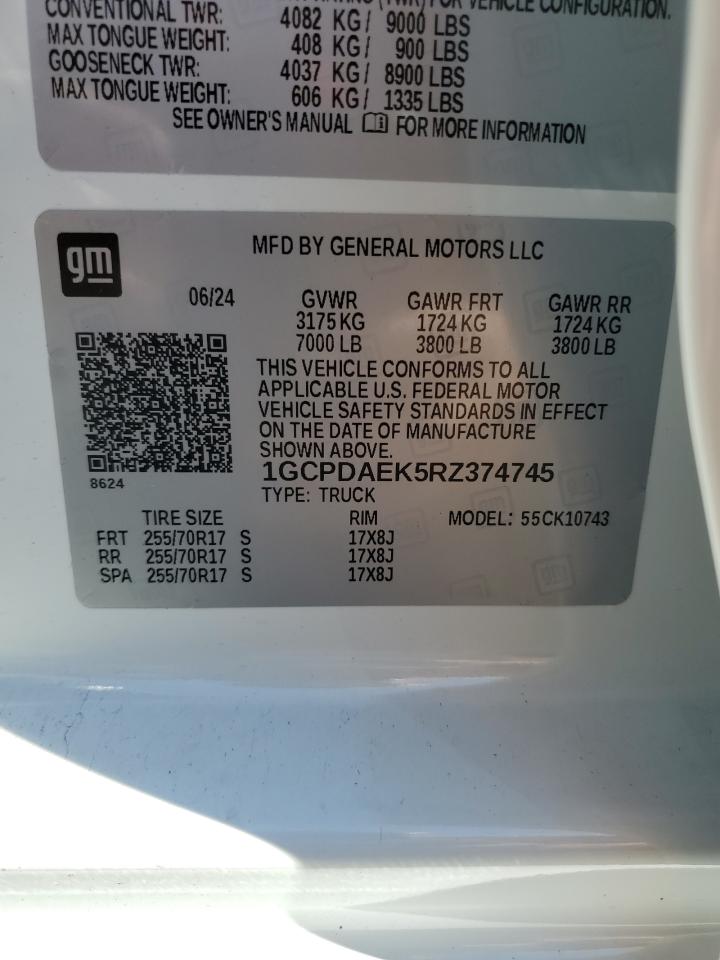 (TWR) FOR VEHICLE CONFIGURATION.
CONVENTIONAL TWR: 4082 KG/ 9000 LBS
MAX TONGUE WEIGHT: 408 KG/ 900 LBS
GOOSENECK TWR: 4037 KG/ 8900 LBS
MAX TONGUE WEIGHT: 606 KG/ 1335 LBS
SEE OWNER'S MANUAL FOR MORE INFORMATION
gm
MFD BY GENERAL MOTORS LLC
06/24 GVWR GAWR FRT GAWR RR
3175 KG 1724 KG 1724 KG
7000 LB 3800 LB 3800 LB
THIS VEHICLE CONFORMS TO ALL
APPLICABLE U.S. FEDERAL MOTOR
VEHICLE SAFETY STANDARDS IN EFFECT
ON THE DATE OF MANUFACTURE
SHOWN ABOVE.
1GCPDAEK5RZ374745
8624
TYPE: TRUCK
TIRE SIZE RIM MODEL: 55CK10743
FRT 255/70R17 S 17X8J
RR 255/70R17 S 17X8J
SPA 255/70R17 S 17X8J